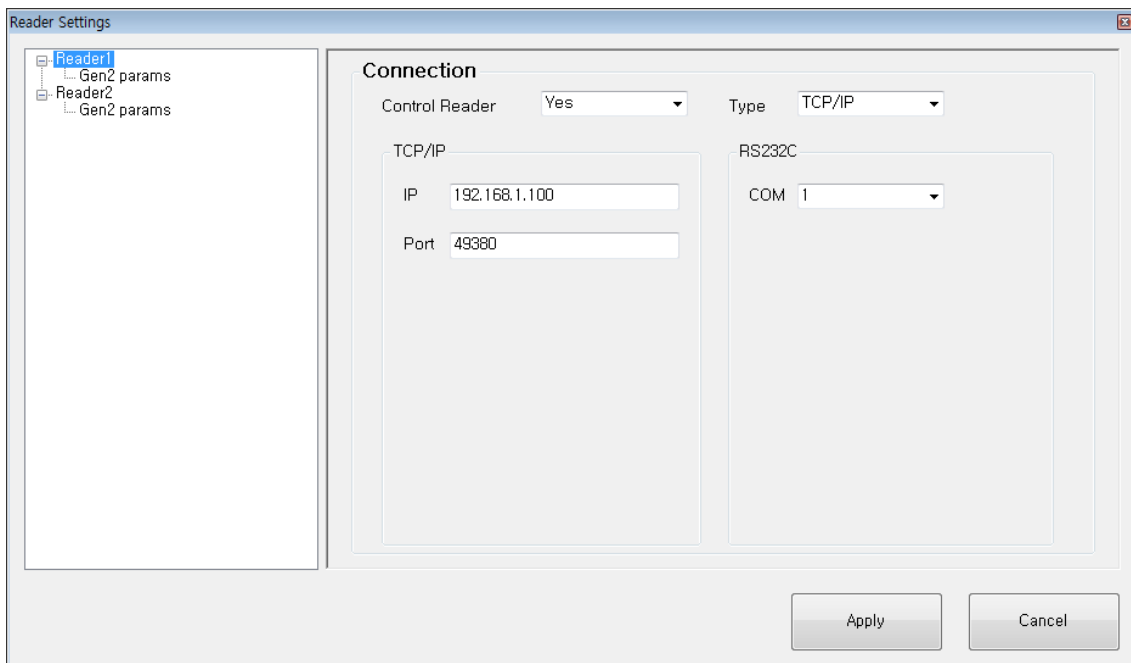 Reader Settings
Reader1
Gen2 params
Reader2
Gen2 params
Connection
Control Reader Yes Type TCP/IP
TCP/IP
IP 192.168.1.100
Port 49380
RS232C
COM 1
Apply Cancel